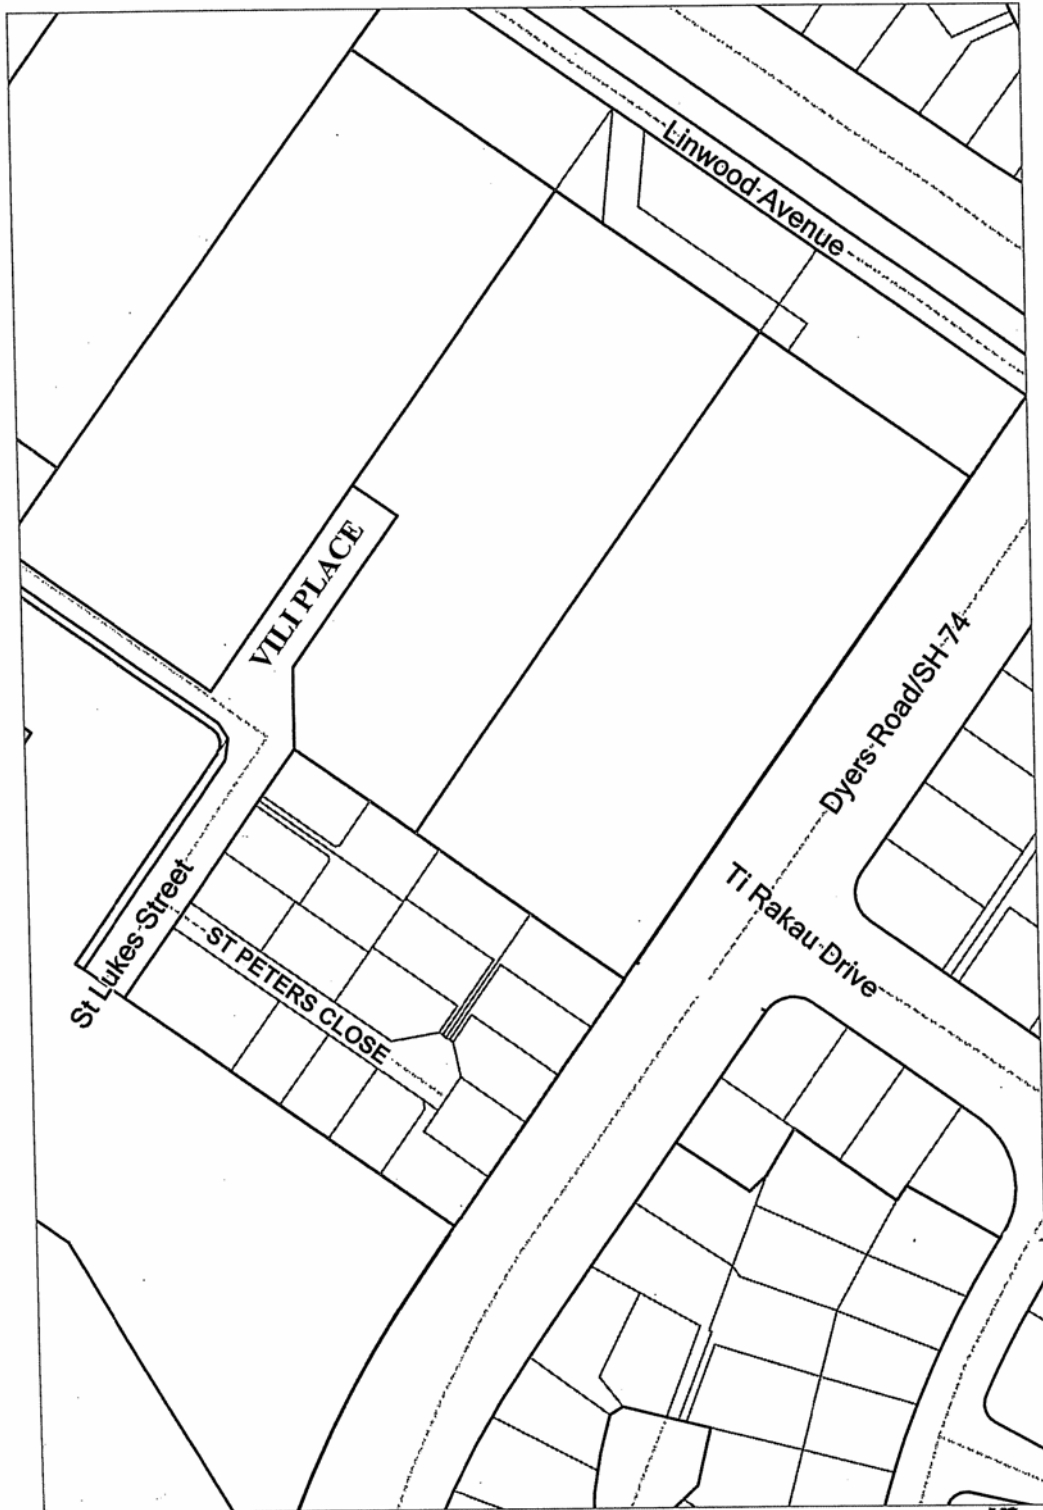 Linwood Avenue
VILI PLACE
Dyers Road/SH 74
Ti Rakau Drive
St Lukes Street
ST PETERS CLOSE